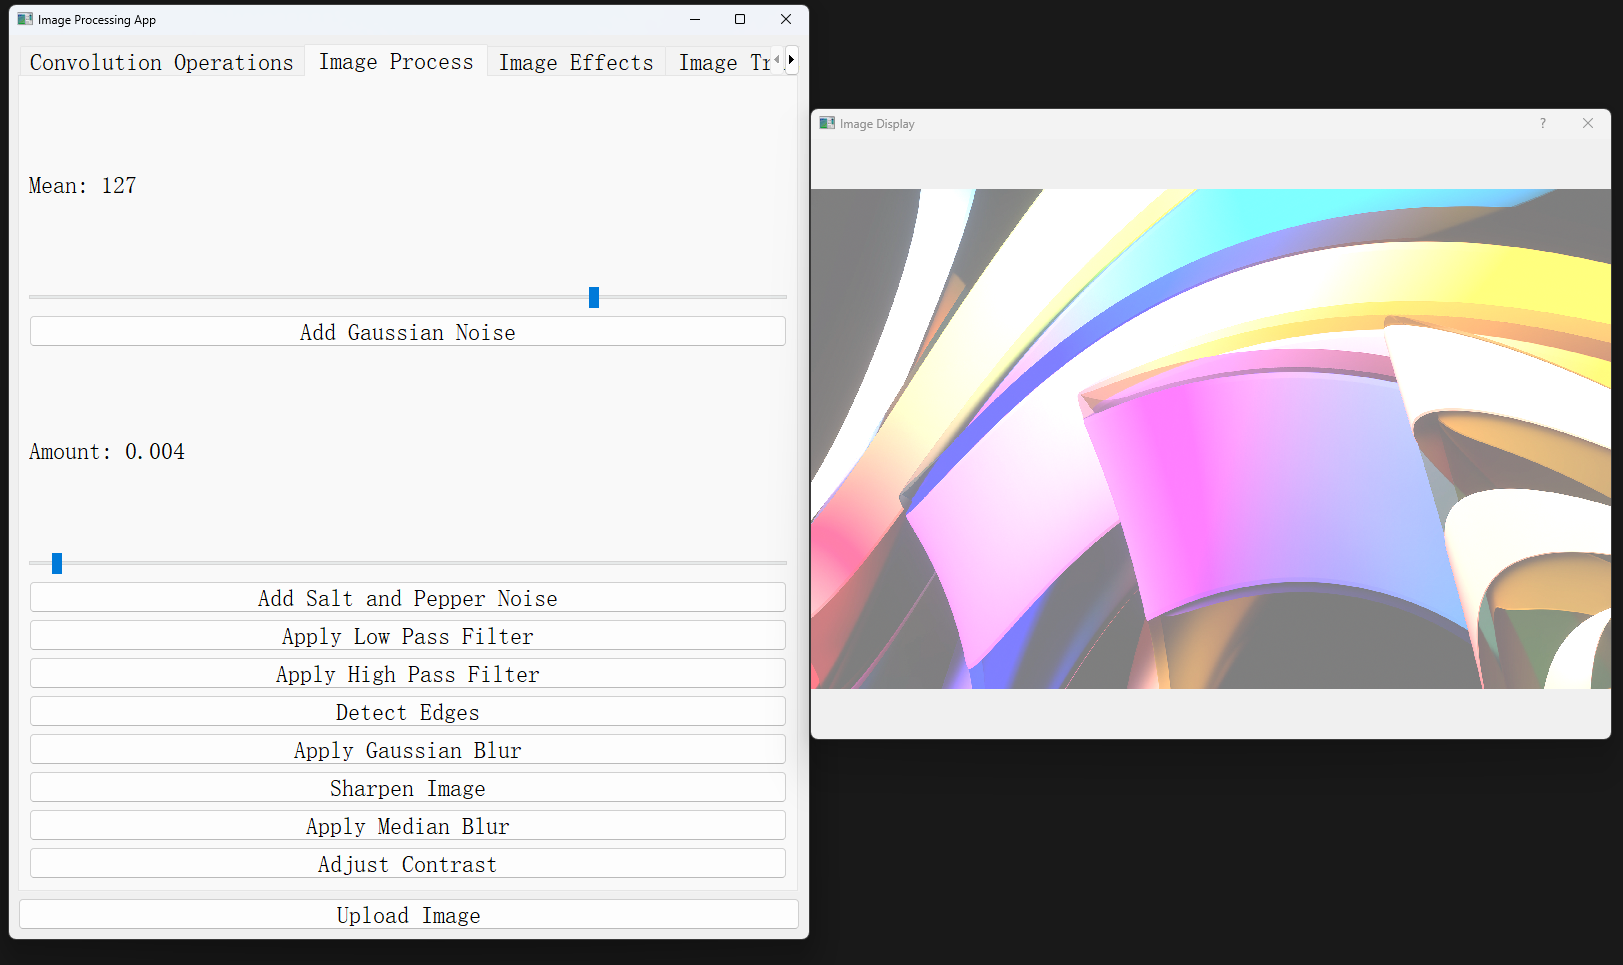 Image Processing App
Convolution Operations Image Process Image Effects Image Tr
Mean: 127
Add Gaussian Noise
Amount: 0.004
Add Salt and Pepper Noise
Apply Low Pass Filter
Apply High Pass Filter
Detect Edges
Apply Gaussian Blur
Sharpen Image
Apply Median Blur
Adjust Contrast
Upload Image
Image Display ?